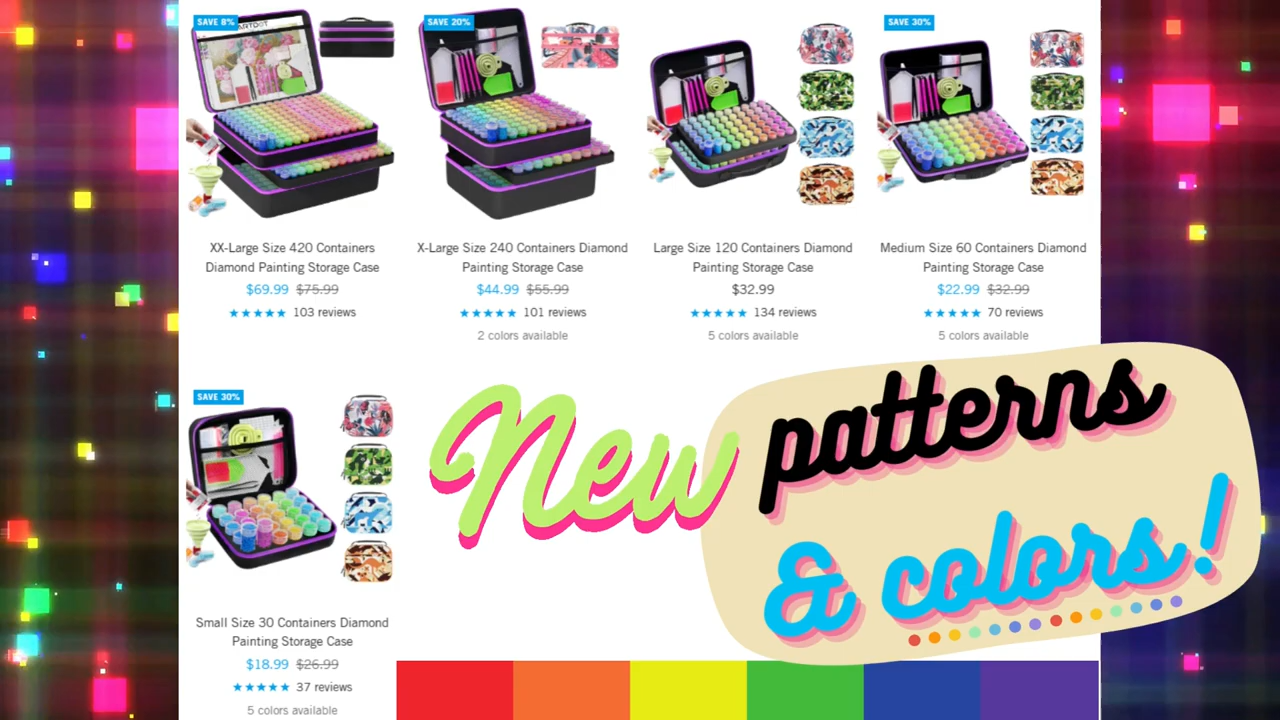 SAVE 8%
SAVE 20%
SAVE 30%
XX-Large Size 420 Containers
Diamond Painting Storage Case
$69.99 $75.99
★★★★★ 103 reviews
X-Large Size 240 Containers Diamond
Painting Storage Case
$44.99 $55.99
★★★★★ 101 reviews
2 colors available
Large Size 120 Containers Diamond
Painting Storage Case
$32.99
★★★★★ 134 reviews
5 colors available
Medium Size 60 Containers Diamond
Painting Storage Case
$22.99 $32.99
★★★★★ 70 reviews
5 colors available
SAVE 30%
Small Size 30 Containers Diamond
Painting Storage Case
$18.99 $26.99
★★★★★ 37 reviews
5 colors available
New patterns
& colors!